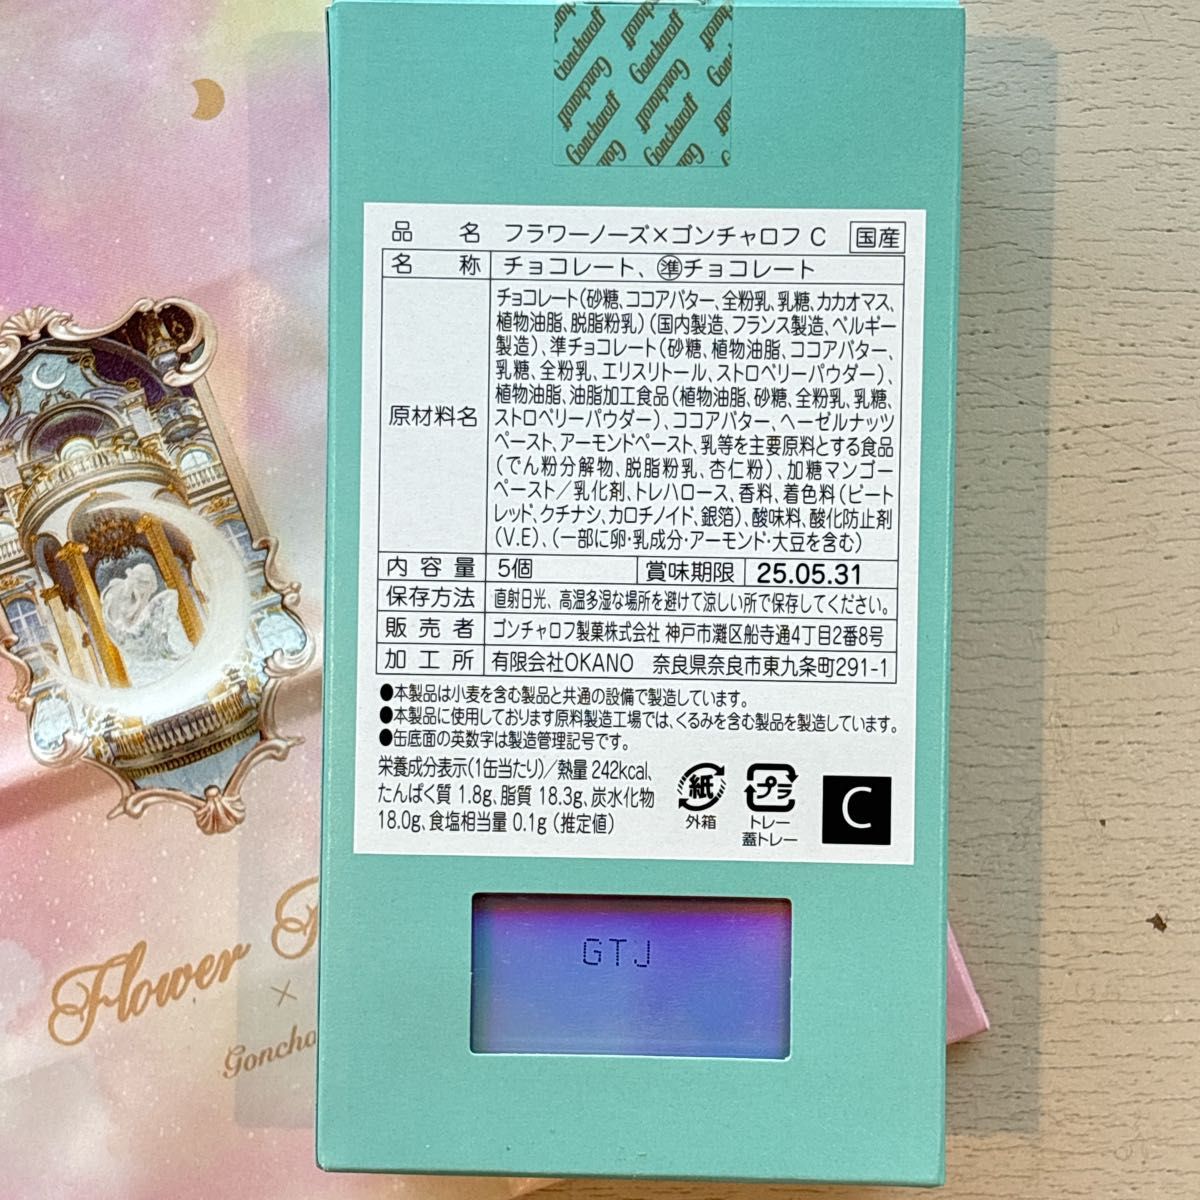 Goncharoff Goncharoff Goncharoff
Goncharoff Goncharoff
品名 フラワーノーズ×ゴンチャロフ C 国産
名称 チョコレート、㊟チョコレート
原材料名
チョコレート(砂糖、ココアバター、全粉乳、乳糖、カカオマス、
植物油脂、脱脂粉乳)(国内製造、フランス製造、ベルギー
製造)、準チョコレート(砂糖、植物油脂、ココアバター、
乳糖、全粉乳、エリスリトール、ストロベリーパウダー)、
植物油脂、油脂加工食品(植物油脂、砂糖、全粉乳、乳糖、
ストロベリーパウダー)、ココアバター、ヘーゼルナッツ
ペースト、アーモンドペースト、乳等を主要原料とする食品
(でん粉分解物、脱脂粉乳、杏仁粉)、加糖マンゴー
ペースト/乳化剤、トレハロース、香料、着色料(ビート
レッド、クチナシ、カロチノイド、銀箔)、酸味料、酸化防止剤
(V.E)、(一部に卵・乳成分・アーモンド・大豆を含む)
内容量 5個 賞味期限 25.05.31
保存方法 直射日光、高温多湿な場所を避けて涼しい所で保存してください。
販売者 ゴンチャロフ製菓株式会社 神戸市灘区船寺通4丁目2番8号
加工所 有限会社OKANO 奈良県奈良市東九条町291-1
●本製品は小麦を含む製品と共通の設備で製造しています。
●本製品に使用しております原料製造工場では、くるみを含む製品を製造しています。
●缶底面の英数字は製造管理記号です。
栄養成分表示(1缶当たり)/熱量 242kcal、
たんぱく質 1.8g、脂質 18.3g、炭水化物
18.0g、食塩相当量 0.1g(推定値)
紙
外箱
プラ
トレー
蓋トレー
C
GTJ
Flower
×
Goncha